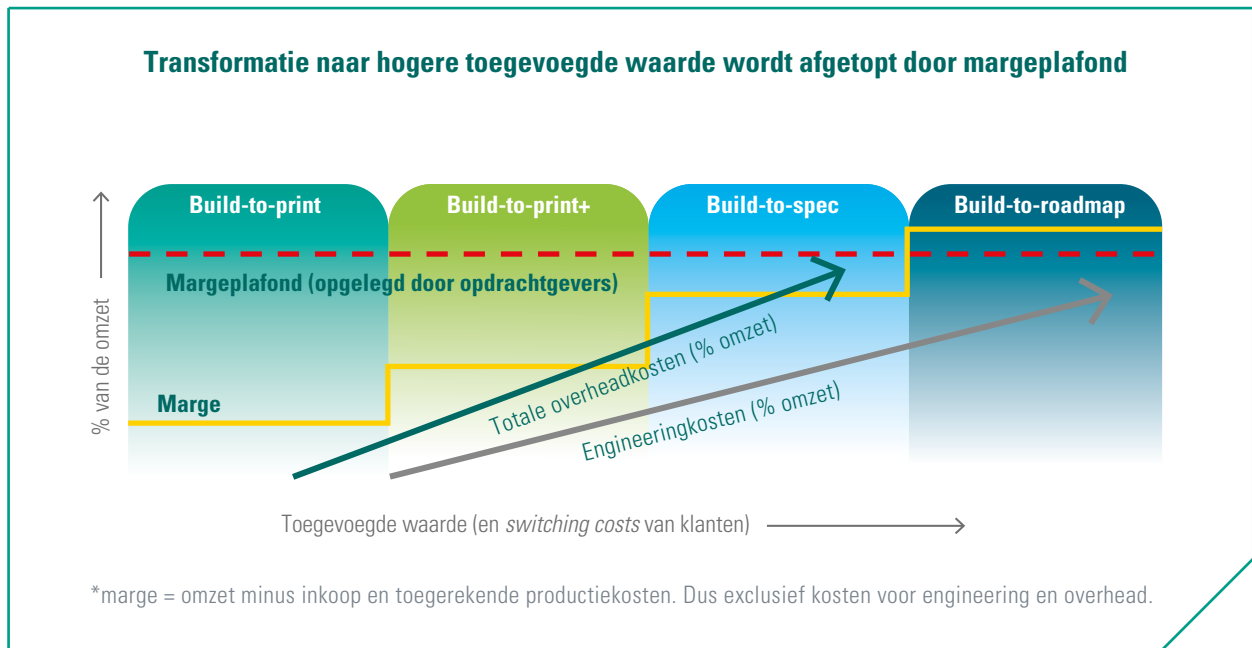 Transformatie naar hogere toegevoegde waarde wordt afgetopt door margeplafond
Build-to-print
Build-to-print+
Build-to-spec
Build-to-roadmap
% van de omzet
Margeplafond (opgelegd door opdrachtgevers)
Marge
Totale overheadkosten (% omzet)
Engineeringkosten (% omzet)
Toegevoegde waarde (en switching costs van klanten)
*marge = omzet minus inkoop en toegerekende productiekosten. Dus exclusief kosten voor engineering en overhead.